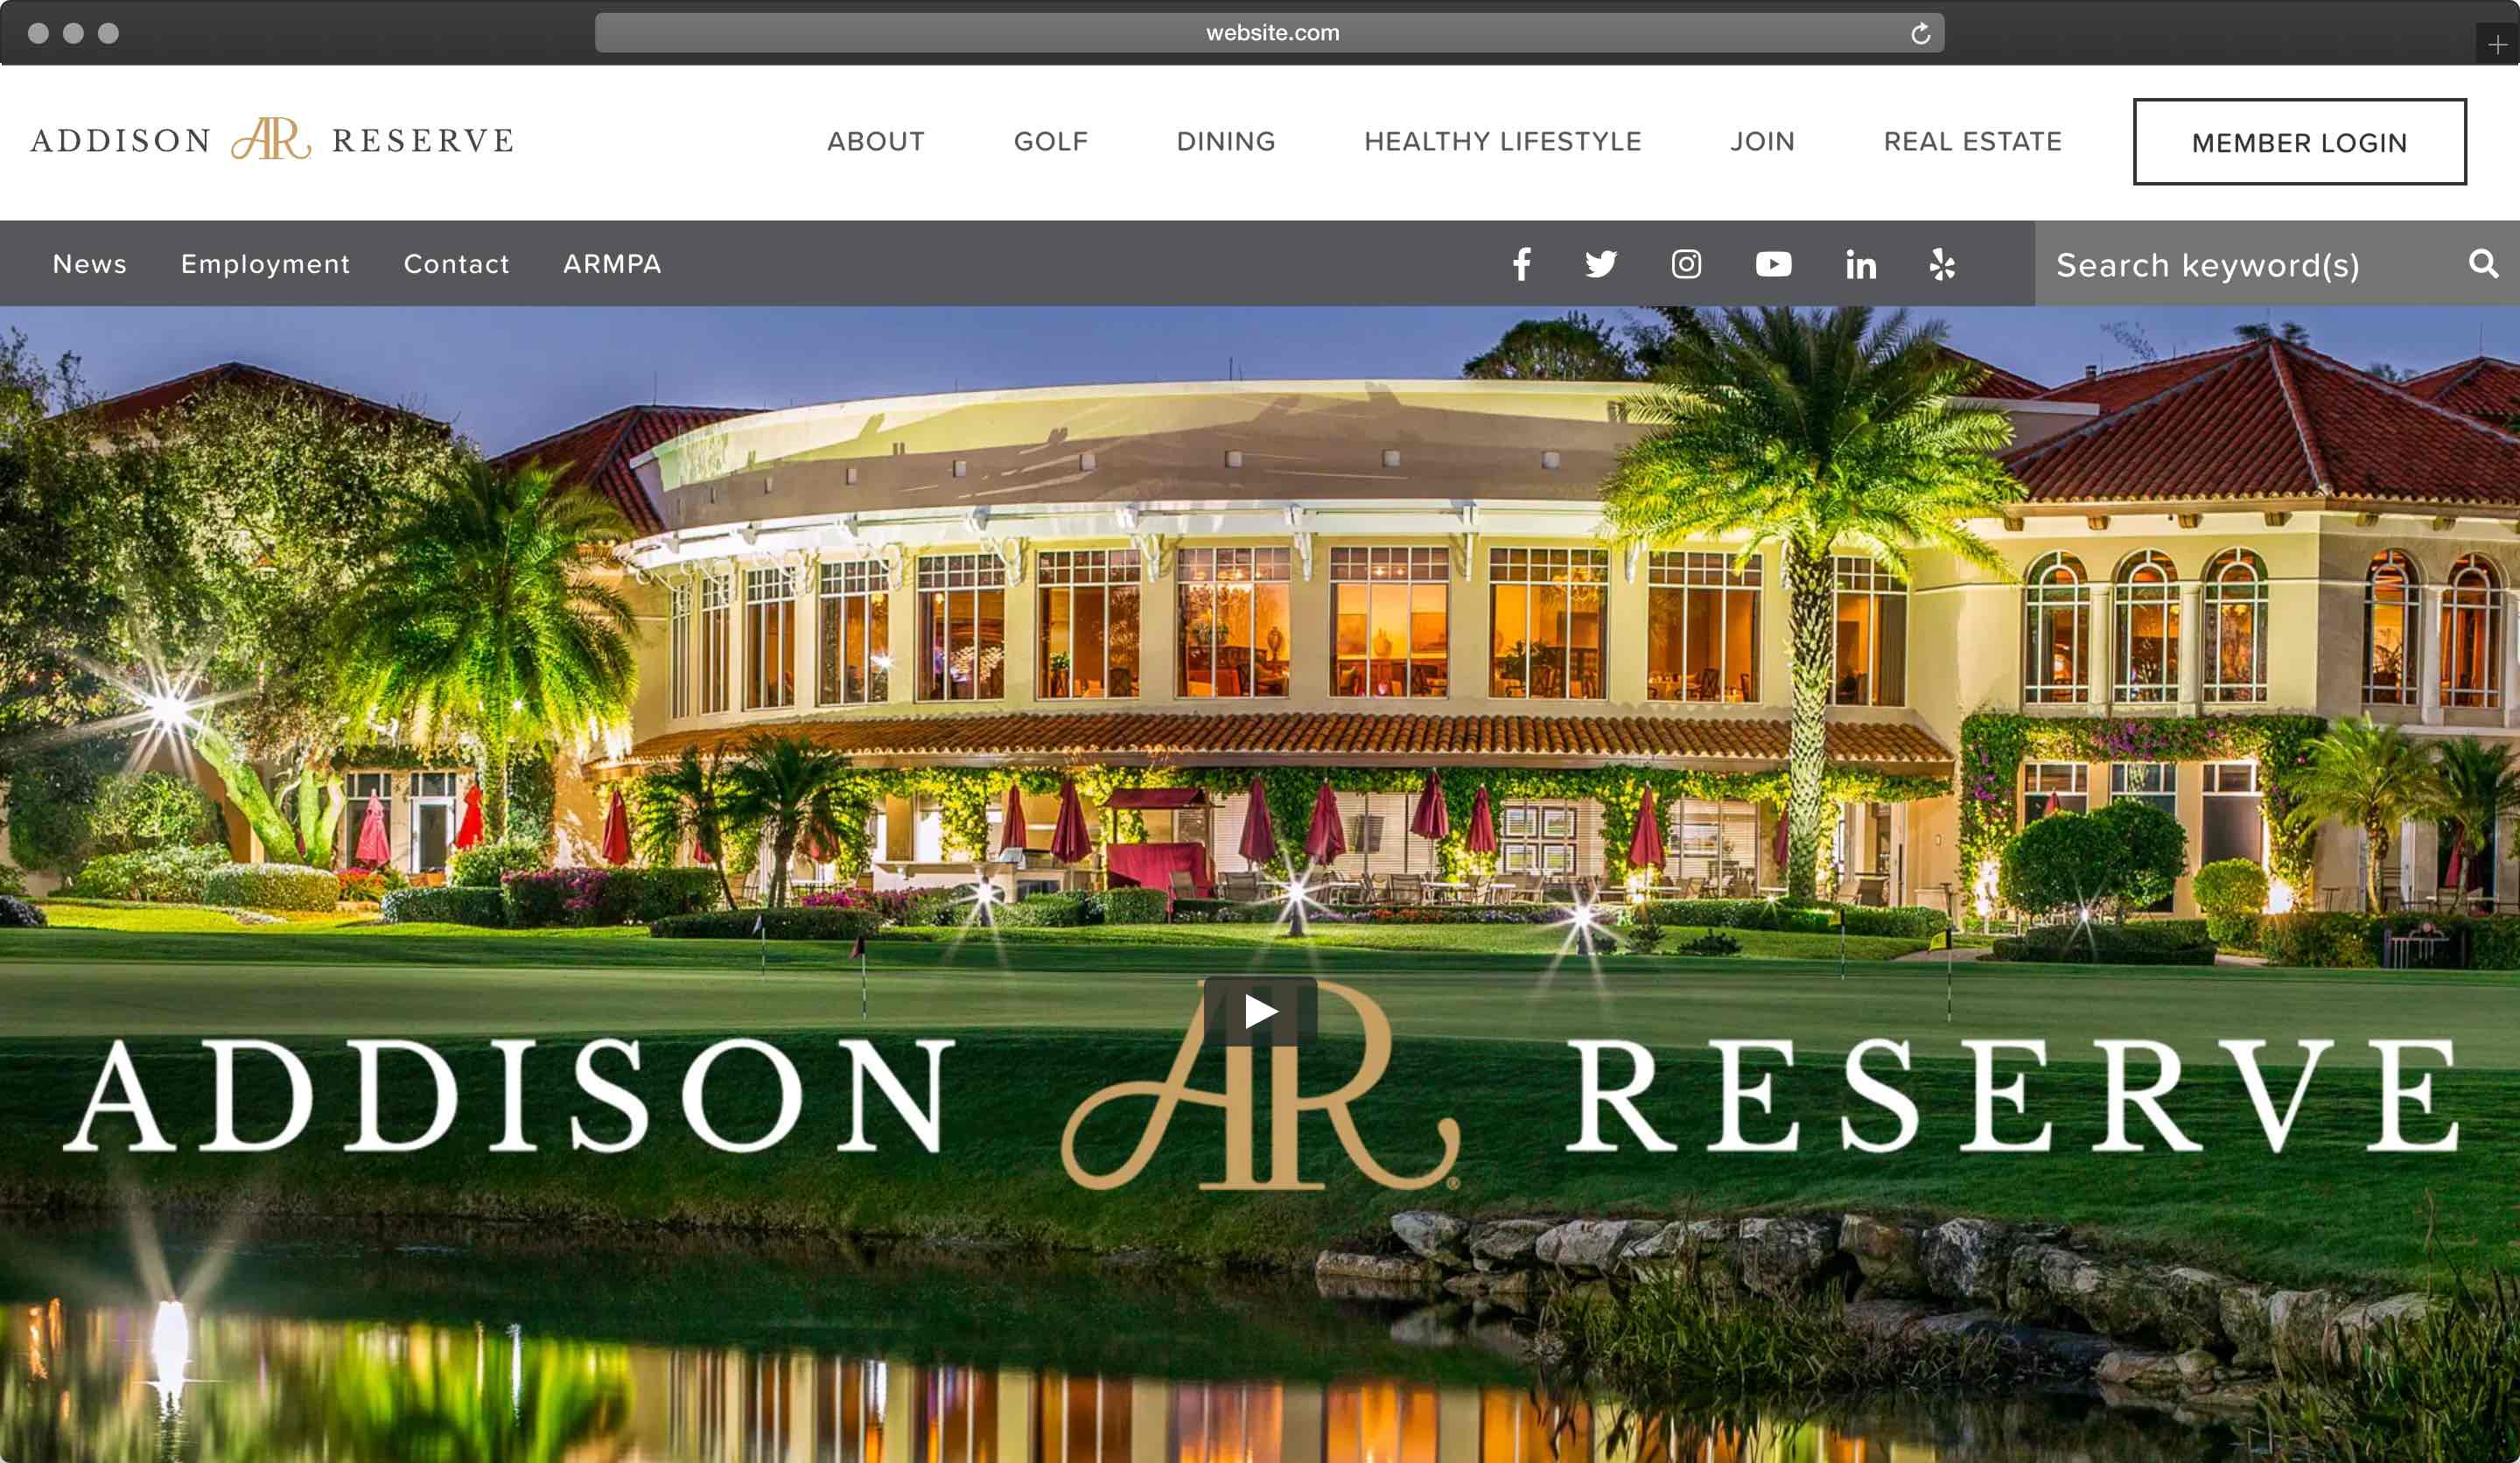 website.com
ADDISON AR RESERVE
ABOUT GOLF DINING HEALTHY LIFESTYLE JOIN REAL ESTATE MEMBER LOGIN
News Employment Contact ARMPA
Search keyword(s)
ADDISON AR® RESERVE